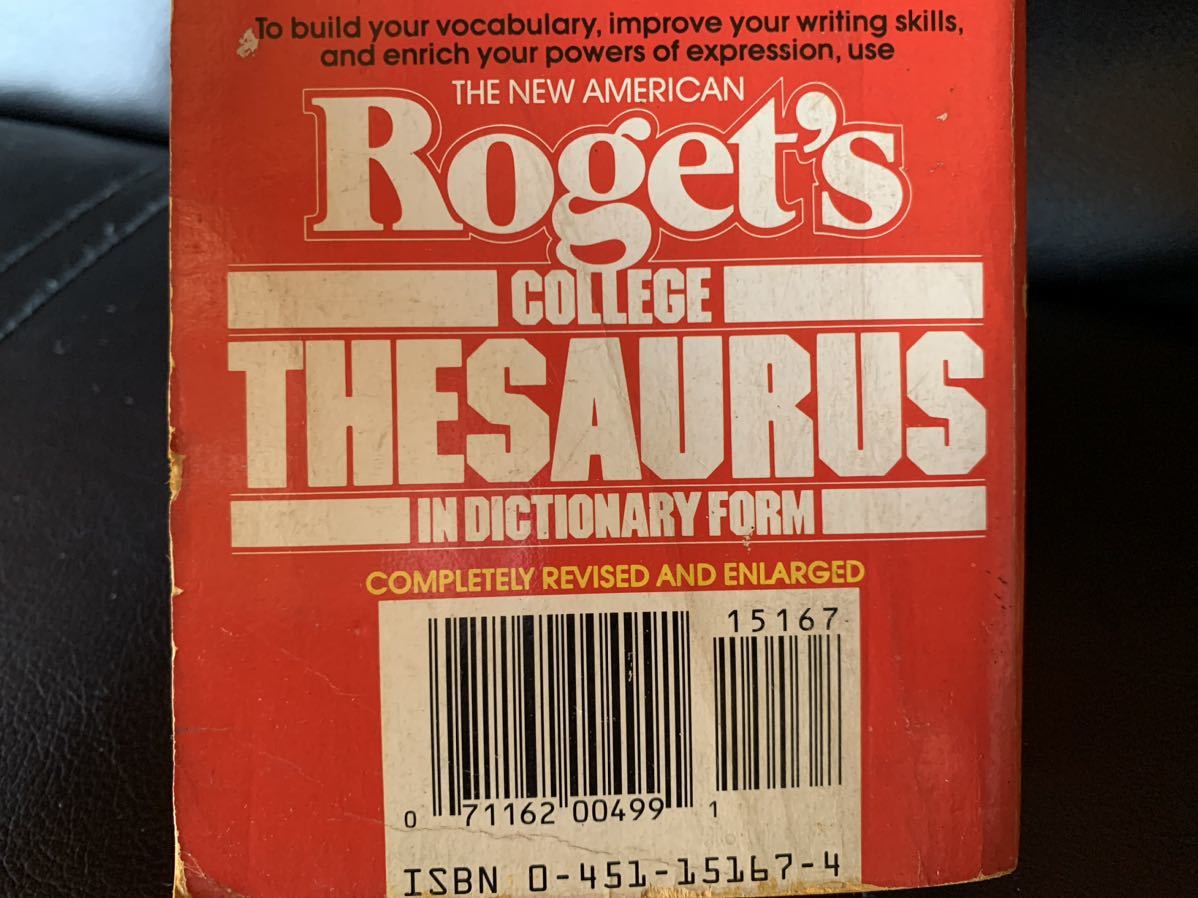 To build your vocabulary, improve your writing skills,
and enrich your powers of expression, use
THE NEW AMERICAN
Roget's
COLLEGE
THESAURUS
IN DICTIONARY FORM
COMPLETELY REVISED AND ENLARGED
15167
0 71162 00499 1
ISBN 0-451-15167-4